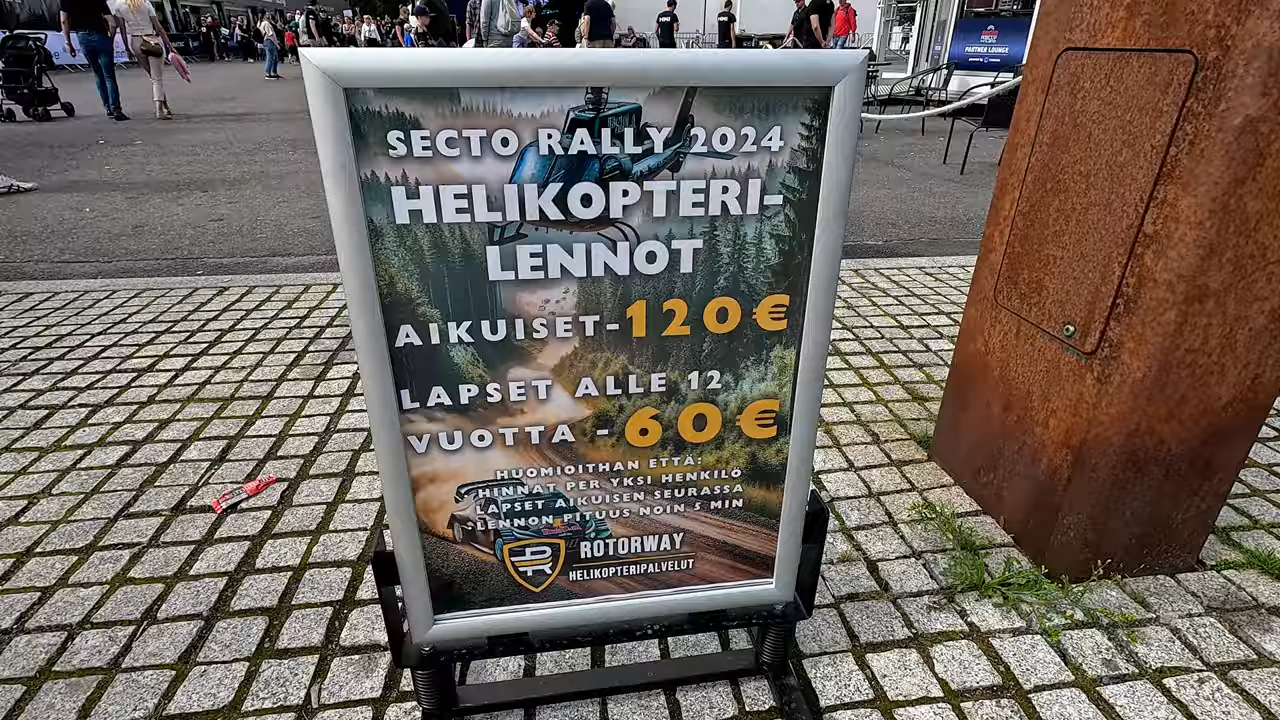 SECTO RALLY 2024
HELIKOPTERI-
LENNOT
AIKUISET-120€
LAPSET ALLE 12
VUOTTA -60€
HUOMIOITHAN ETTÄ:
HINNAT PER YKSI HENKILÖ
LAPSET AIKUISEN SEURASSA
LENNON PITUUS NOIN 5 MIN
ROTORWAY
HELIKOPTERIPALVELUT
PARTNER LOUNGE